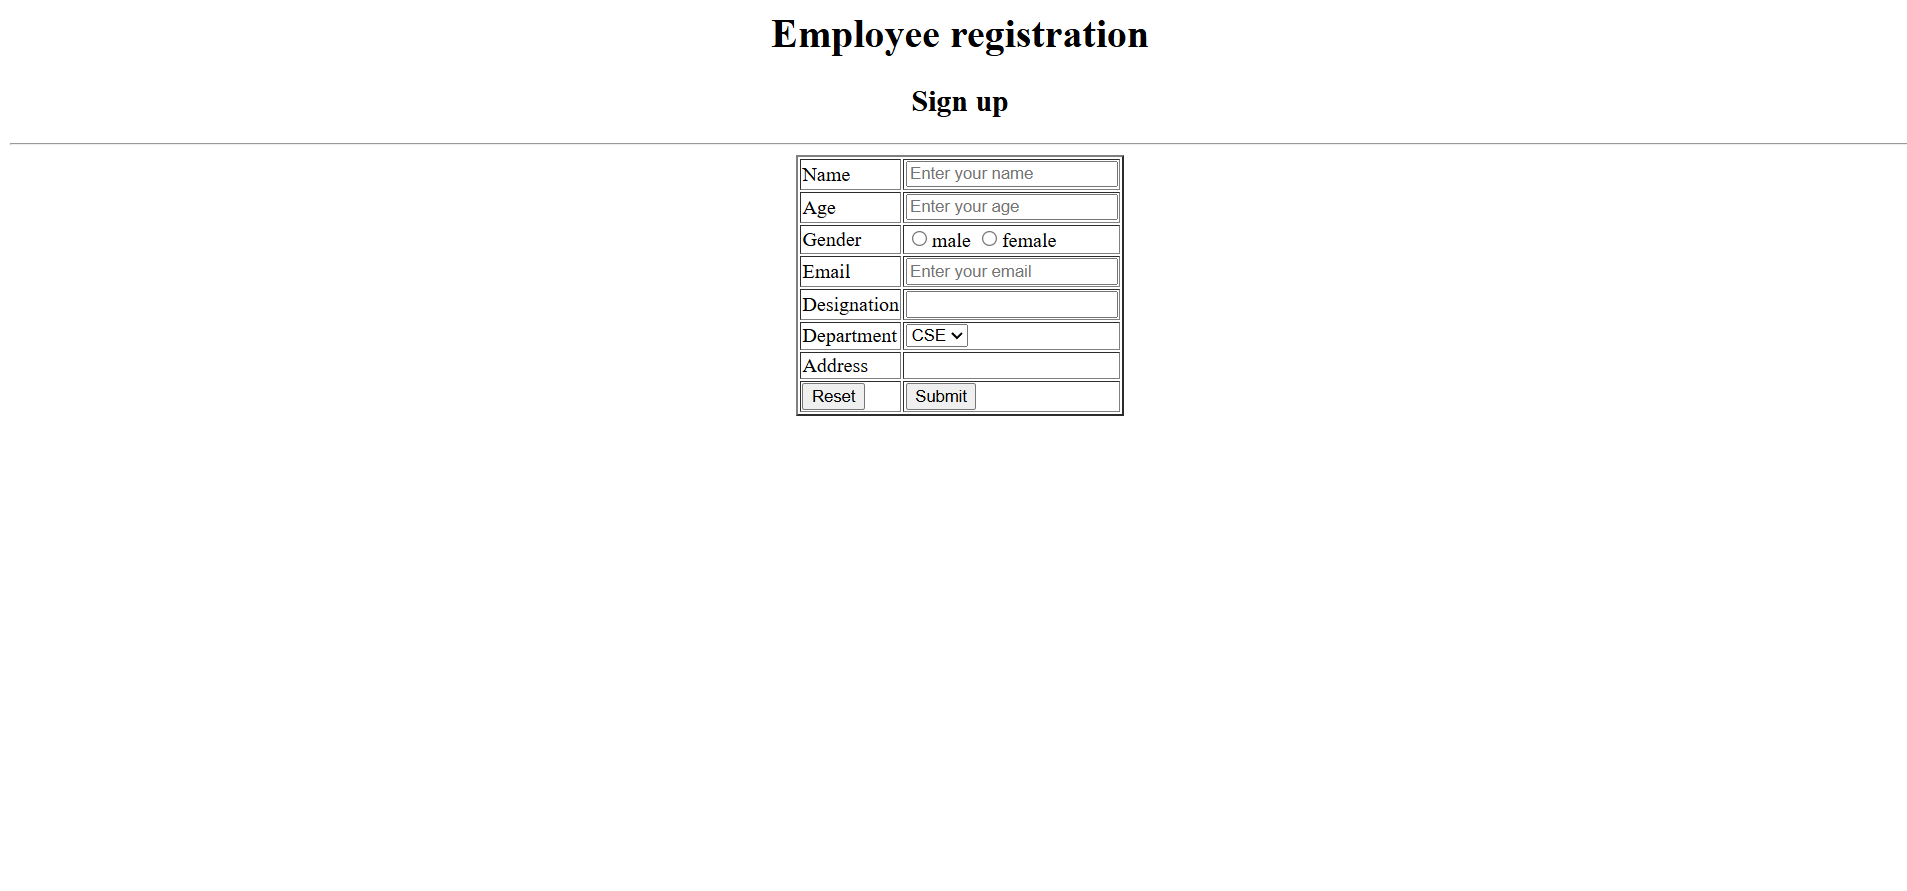 Employee registration
Sign up
Name Enter your name
Age Enter your age
Gender male female
Email Enter your email
Designation
Department CSE
Address
Reset Submit